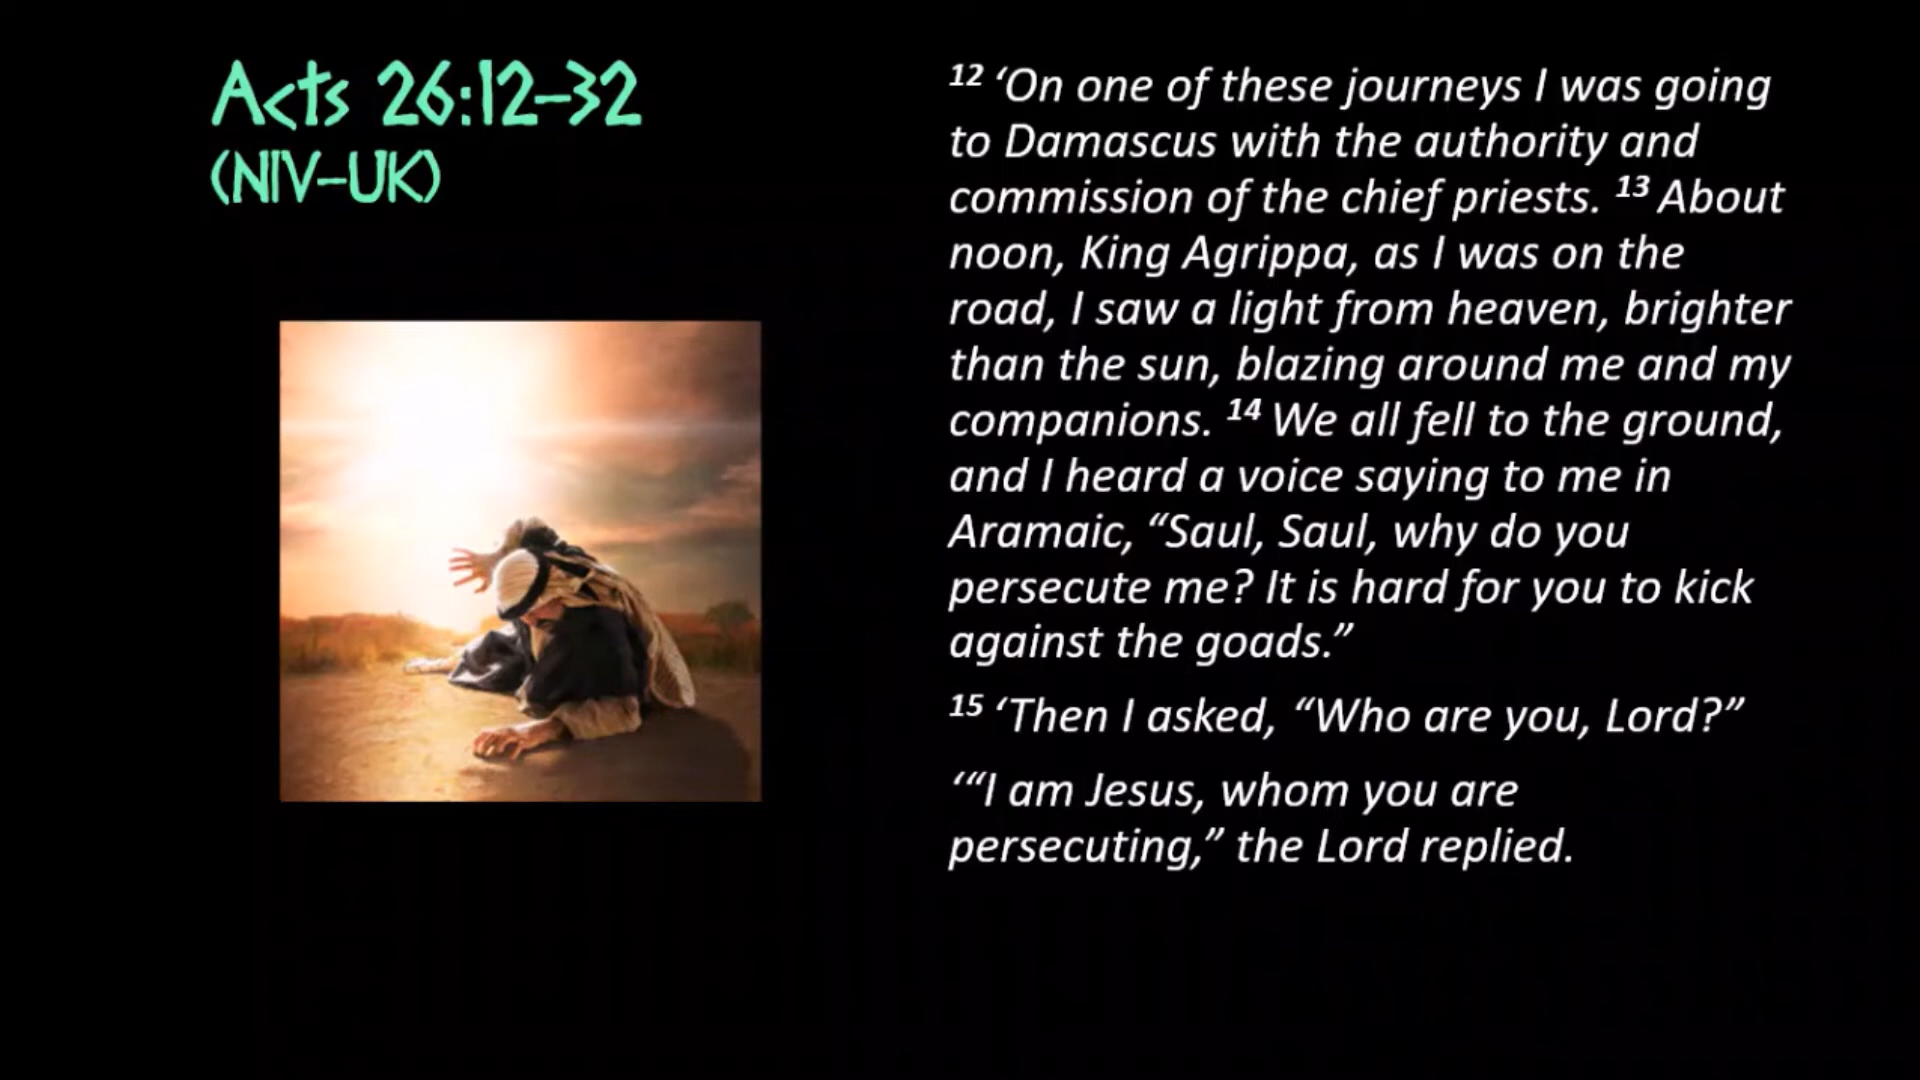 Acts 26:12–32
(NIV–UK)
12 ‘On one of these journeys I was going
to Damascus with the authority and
commission of the chief priests. 13 About
noon, King Agrippa, as I was on the
road, I saw a light from heaven, brighter
than the sun, blazing around me and my
companions. 14 We all fell to the ground,
and I heard a voice saying to me in
Aramaic, “Saul, Saul, why do you
persecute me? It is hard for you to kick
against the goads.”
15 ‘Then I asked, “Who are you, Lord?”
‘“I am Jesus, whom you are
persecuting,” the Lord replied.